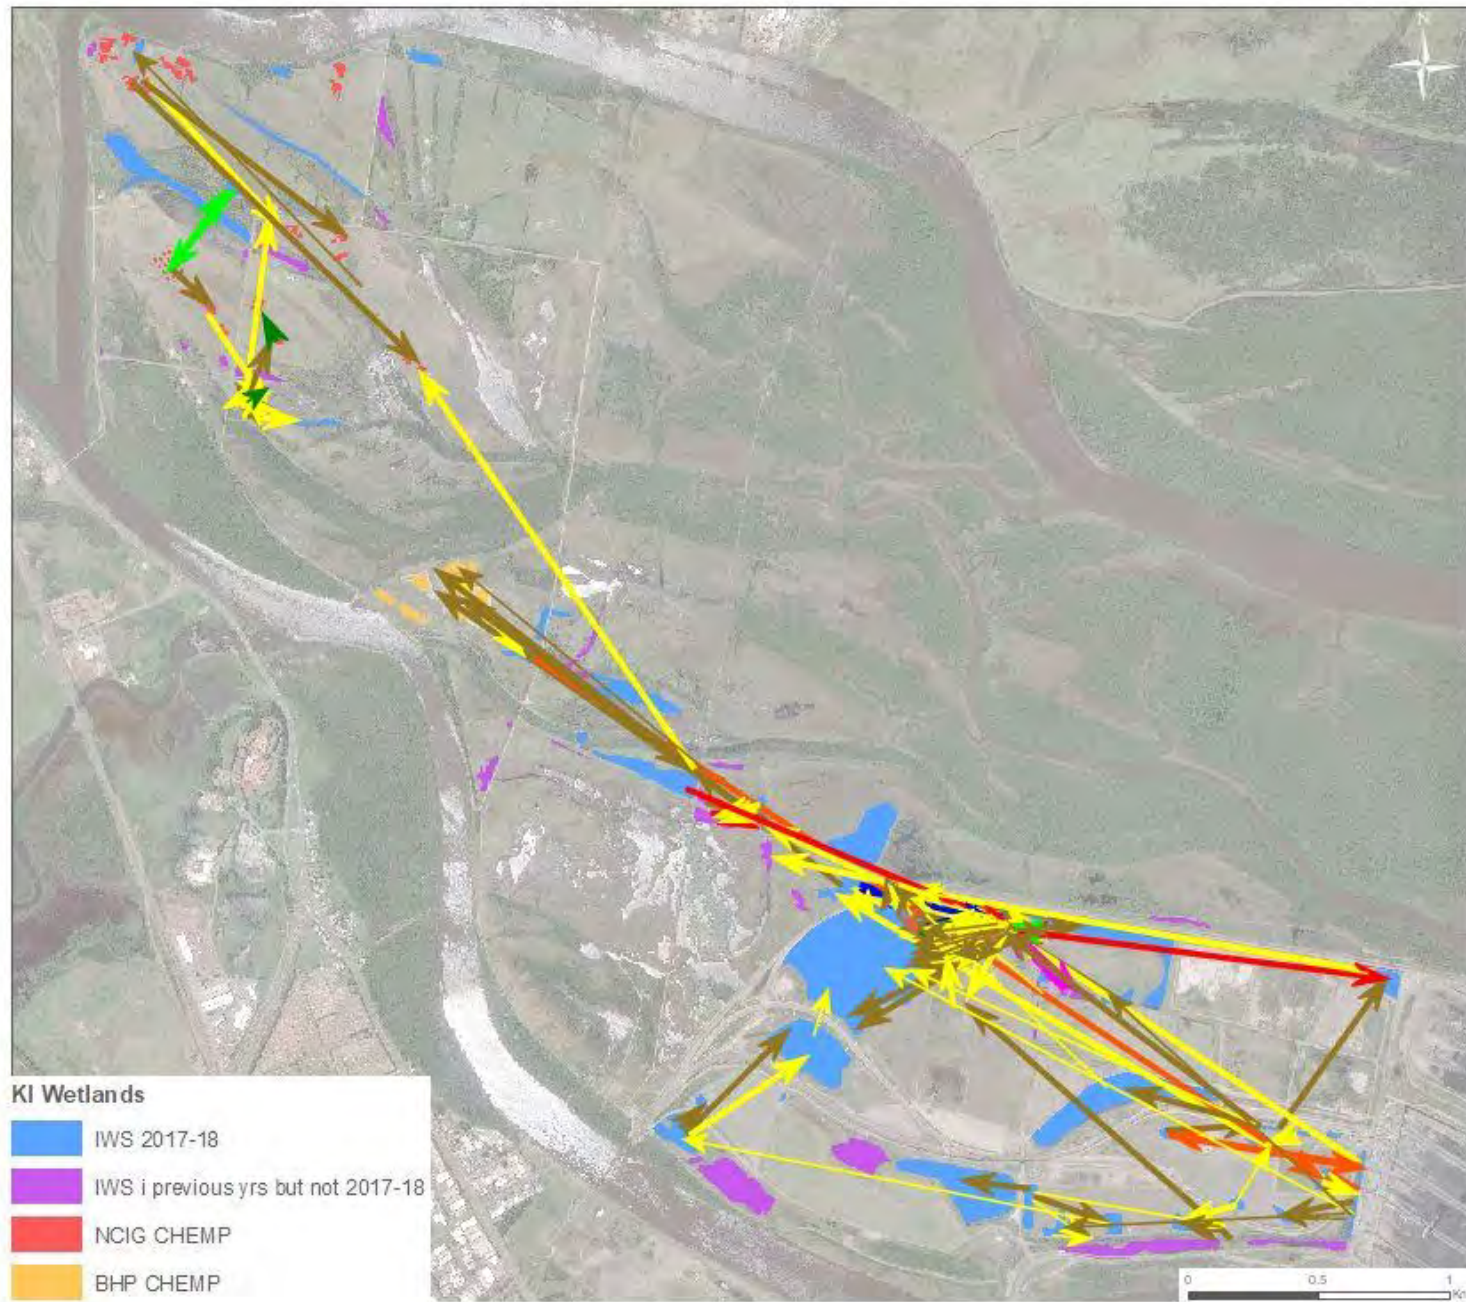 N
KI Wetlands
IWS 2017-18
IWS i previous yrs but not 2017-18
NCIG CHEMP
BHP CHEMP
0 0.5 1